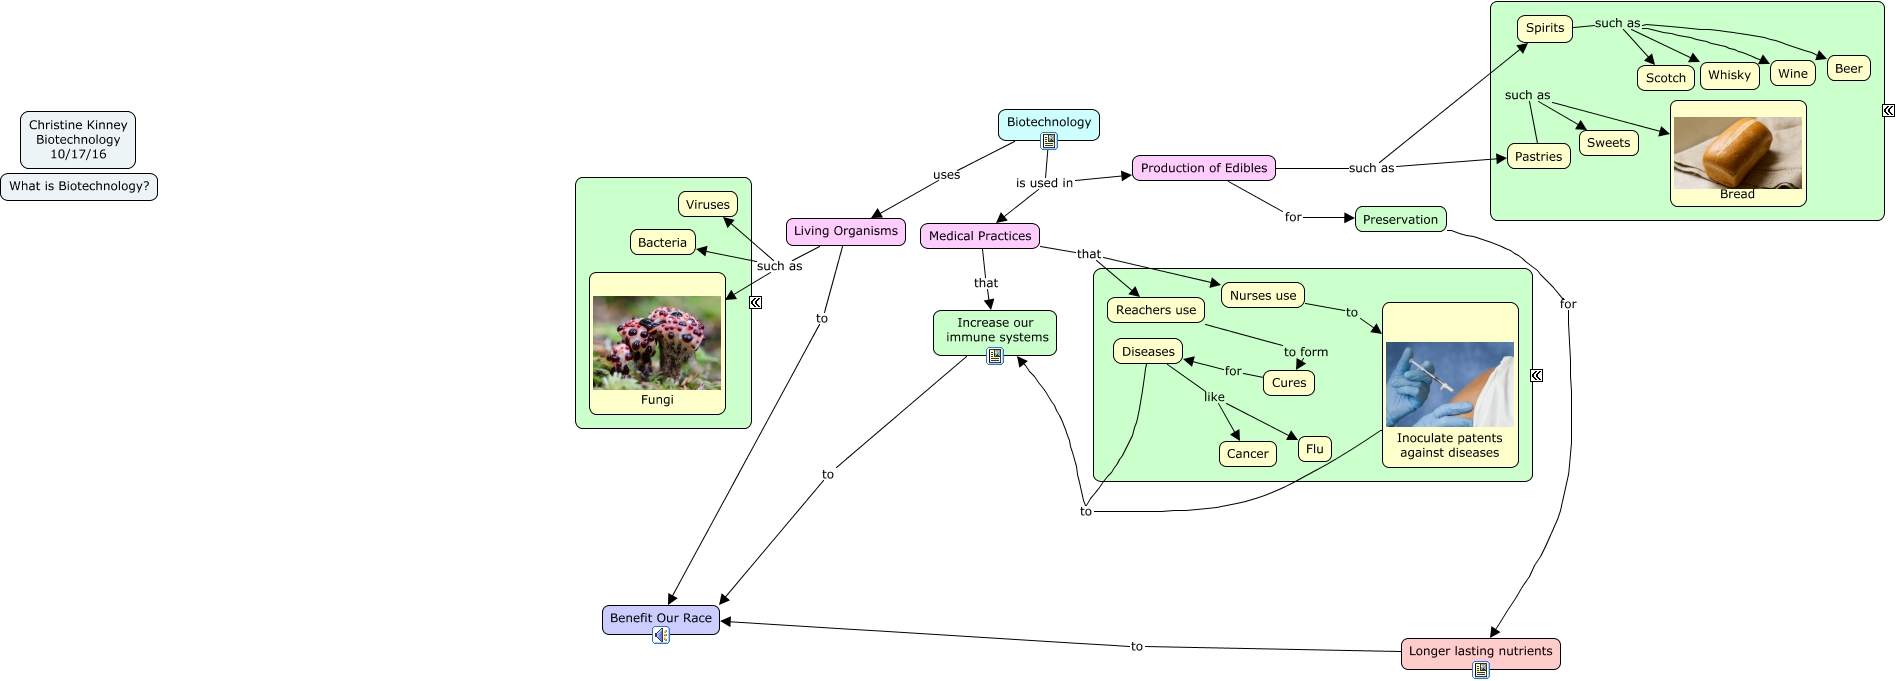 Christine Kinney
Biotechnology
10/17/16
What is Biotechnology?
Biotechnology
uses
is used in
Production of Edibles
such as
for
Preservation
for
Spirits
such as
Scotch
Whisky
Wine
Beer
such as
Pastries
Sweets
Bread
Living Organisms
such as
Viruses
Bacteria
Fungi
to
Medical Practices
that
Increase our
immune systems
to
that
Reachers use
Nurses use
to
to form
Diseases
for
Cures
like
Cancer
Flu
Inoculate patents
against diseases
to
Benefit Our Race
to
Longer lasting nutrients